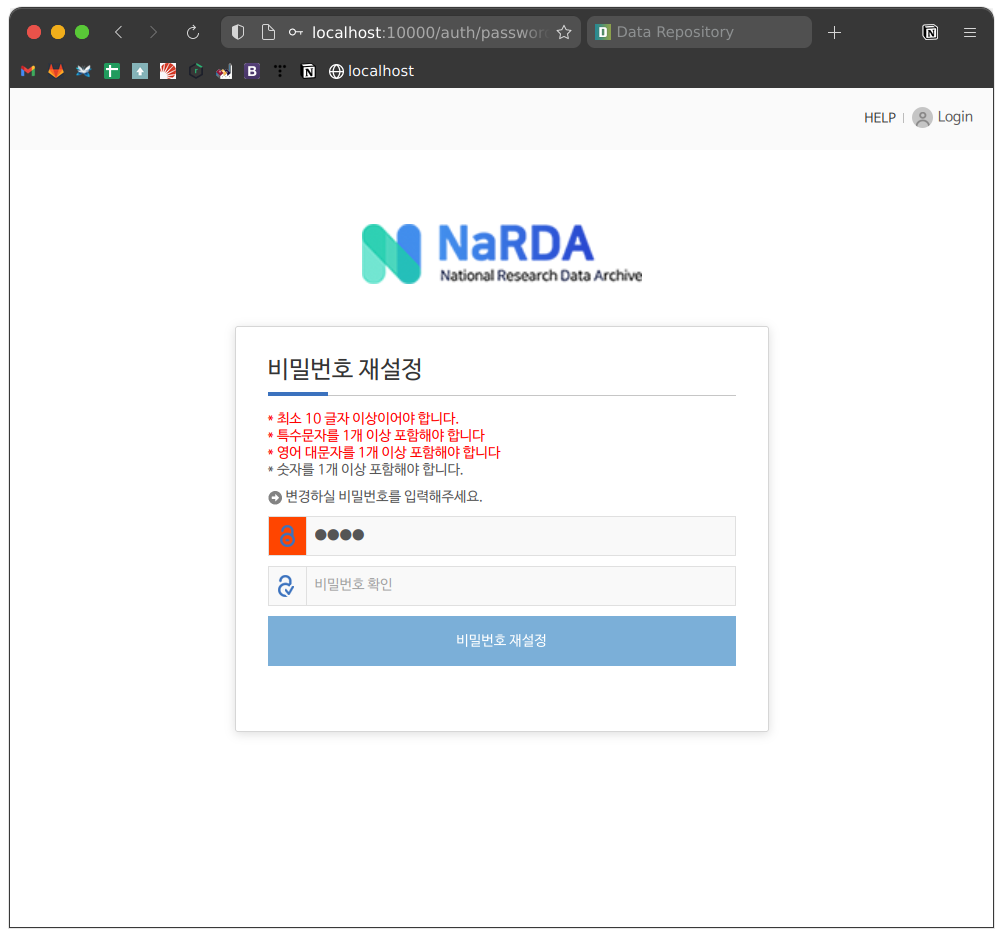 localhost:10000/auth/passwor
Data Repository
localhost
HELP
Login
NaRDA
National Research Data Archive
비밀번호 재설정
* 최소 10 글자 이상이어야 합니다.
* 특수문자를 1개 이상 포함해야 합니다
* 영어 대문자를 1개 이상 포함해야 합니다
* 숫자를 1개 이상 포함해야 합니다.
변경하실 비밀번호를 입력해주세요.
비밀번호 확인
비밀번호 재설정